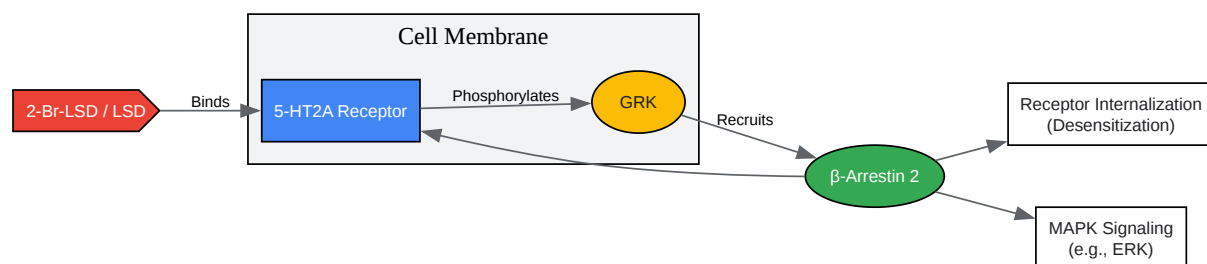 Cell Membrane
2-Br-LSD / LSD
Binds
5-HT2A Receptor
Phosphorylates
GRK
Recruits
β-Arrestin 2
Receptor Internalization
(Desensitization)
MAPK Signaling
(e.g., ERK)